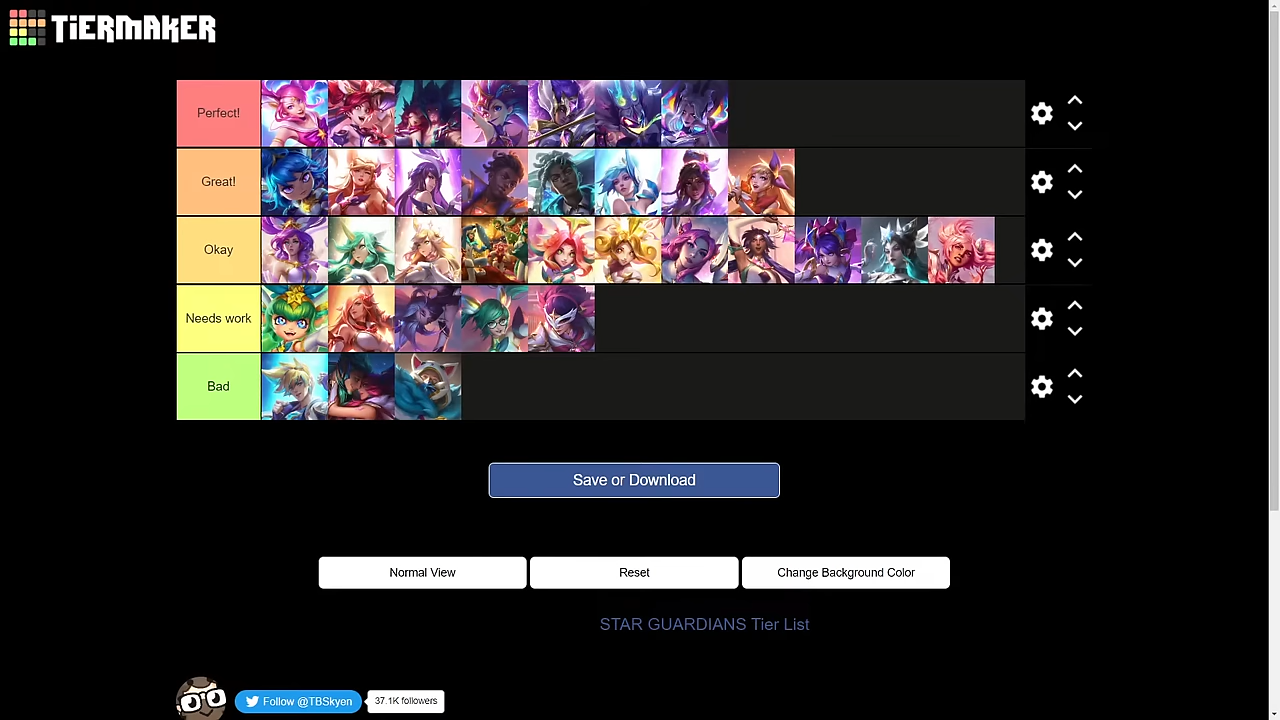 TiERMAKER
Perfect!
Great!
Okay
Needs work
Bad
Save or Download
Normal View
Reset
Change Background Color
STAR GUARDIANS Tier List
Follow @TBSkyen
37.1K followers